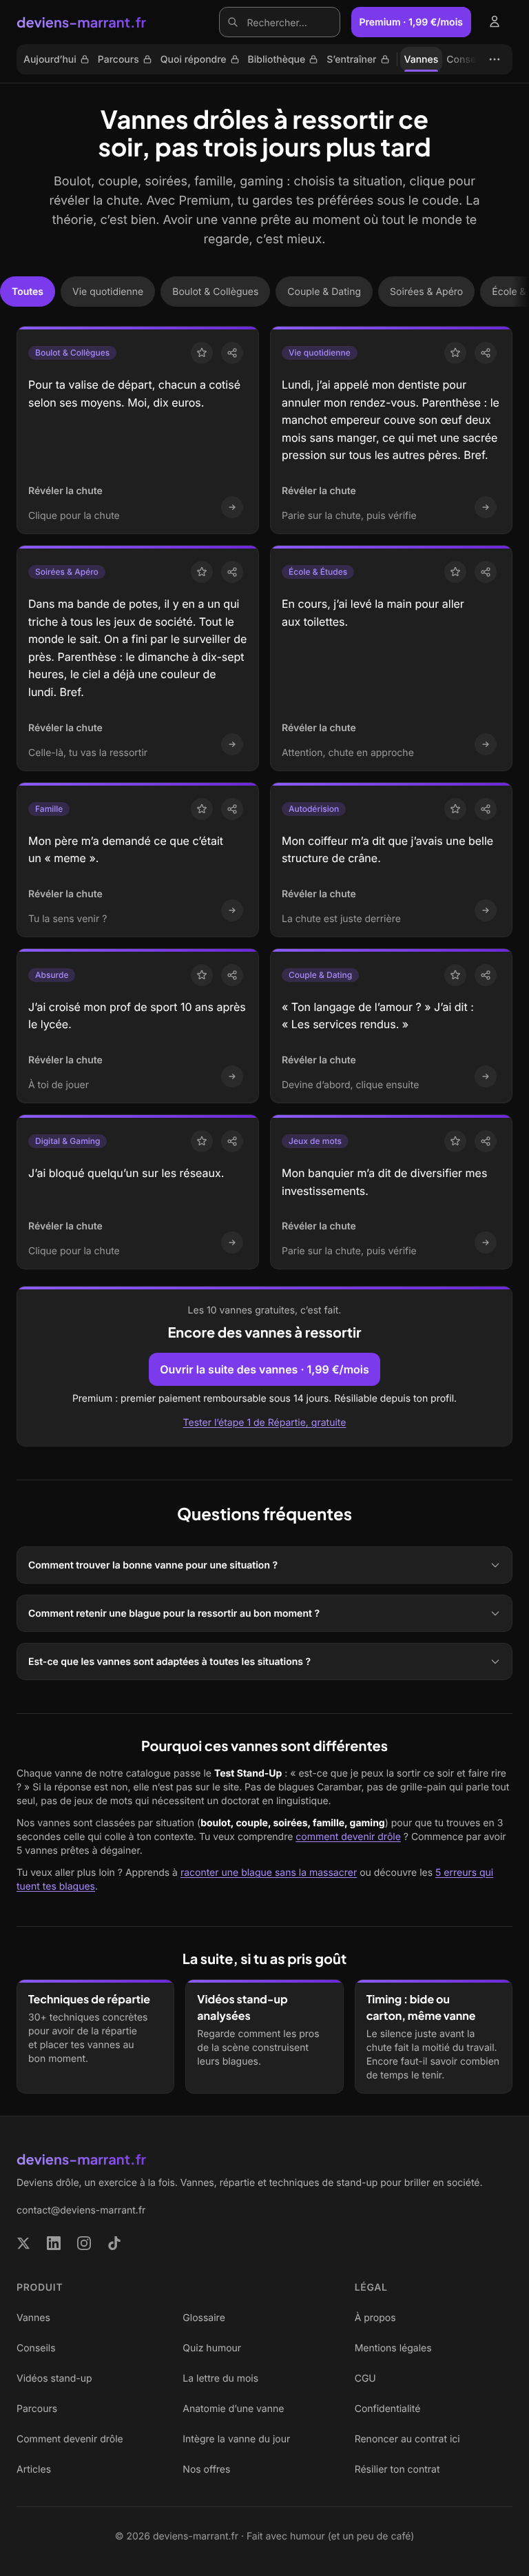 deviens-marrant.fr
Rechercher...
Premium · 1,99 €/mois
Aujourd’hui
Parcours
Quoi répondre
Bibliothèque
S’entraîner
Vannes
Vannes drôles à ressortir ce
soir, pas trois jours plus tard
Boulot, couple, soirées, famille, gaming : choisis ta situation, clique pour
révéler la chute. Avec Premium, tu gardes tes préférées sous le coude. La
théorie, c’est bien. Avoir une vanne prête au moment où tout le monde te
regarde, c’est mieux.
Toutes
Vie quotidienne
Boulot & Collègues
Couple & Dating
Soirées & Apéro
École &
Boulot & Collègues
Pour ta valise de départ, chacun a cotisé
selon ses moyens. Moi, dix euros.
Révéler la chute
Clique pour la chute
Vie quotidienne
Lundi, j’ai appelé mon dentiste pour
annuler mon rendez-vous. Pendant ce temps, le
manchot empereur couve son œuf deux
mois sans manger, ce qui met une sacrée
pression sur tous les autres pères. Bref.
Révéler la chute
Parie sur la chute, puis vérifie
Soirées & Apéro
Dans ma bande de potes, il y en a un qui
triche à tous les jeux de société. Tout le
monde le sait. On a fini par le surveiller de
près. Parenthèse : le dimanche à dix-sept
heures, le ciel a déjà une couleur de
lundi. Bref.
Révéler la chute
Celle-là, tu vas la ressortir
École & Études
En cours, j’ai levé la main pour aller
aux toilettes.
Révéler la chute
Attention, chute en approche
Famille
Mon père m’a demandé ce que c’était
un « meme ».
Révéler la chute
Tu la sens venir ?
Autodérision
Mon coiffeur m’a dit que j’avais une belle
structure de crâne.
Révéler la chute
La chute est juste derrière
Absurde
J’ai croisé mon prof de sport 10 ans après
le lycée.
Révéler la chute
À toi de jouer
Couple & Dating
« Ton langage de l’amour ? » J’ai dit :
« Les services rendus. »
Révéler la chute
Devine d’abord, clique ensuite
Digital & Gaming
J’ai bloqué quelqu’un sur les réseaux.
Révéler la chute
Clique pour la chute
Jeux de mots
Mon banquier m’a dit de diversifier mes
investissements.
Révéler la chute
Parie sur la chute, puis vérifie
Les 10 vannes gratuites, c’est fait.
Encore des vannes à ressortir
Ouvrir la suite des vannes · 1,99 €/mois
Premium : premier paiement remboursable sous 14 jours. Résiliable depuis ton profil.
Tester l’étape 1 de Répartie, gratuite
Questions fréquentes
Comment trouver la bonne vanne pour une situation ?
Comment retenir une blague pour la ressortir au bon moment ?
Est-ce que les vannes sont adaptées à toutes les situations ?
Pourquoi ces vannes sont différentes
Chaque vanne de notre catalogue passe le Test Stand-Up : « est-ce que je peux la sortir ce soir et faire rire
? » Si la réponse est non, elle n’est pas sur le site. Pas de blagues Carambar, pas de grille-pain qui parle tout
seul, pas de jeux de mots qui nécessitent un doctorat en linguistique.
Nos vannes sont classées par situation (boulot, couple, soirées, famille, gaming) pour que tu trouves en 3
secondes celle qui colle à ton contexte. Tu veux comprendre comment devenir drôle ? Commence par avoir
5 vannes prêtes à dégainer.
Tu veux aller plus loin ? Apprends à raconter une blague sans la massacrer ou découvre les 5 erreurs qui
tuent tes blagues.
La suite, si tu as pris goût
Techniques de répartie
30+ techniques concrètes
pour avoir de la répartie
et placer tes vannes au
bon moment.
Vidéos stand-up
analysées
Regarde comment les pros
de la scène construisent
leurs blagues.
Timing : bide ou
carton, même vanne
Le silence juste avant la
chute fait la moitié du travail.
Encore faut-il savoir combien
de temps le tenir.
deviens-marrant.fr
Deviens drôle, un exercice à la fois. Vannes, répartie et techniques de stand-up pour briller en société.
contact@deviens-marrant.fr
PRODUIT
LÉGAL
Vannes
Glossaire
À propos
Conseils
Quiz humour
Mentions légales
Vidéos stand-up
La lettre du mois
CGU
Parcours
Anatomie d’une vanne
Confidentialité
Comment devenir drôle
Intègre la vanne du jour
Renoncer au contrat ici
Articles
Nos offres
Résilier ton contrat
© 2026 deviens-marrant.fr · Fait avec humour (et un peu de café)